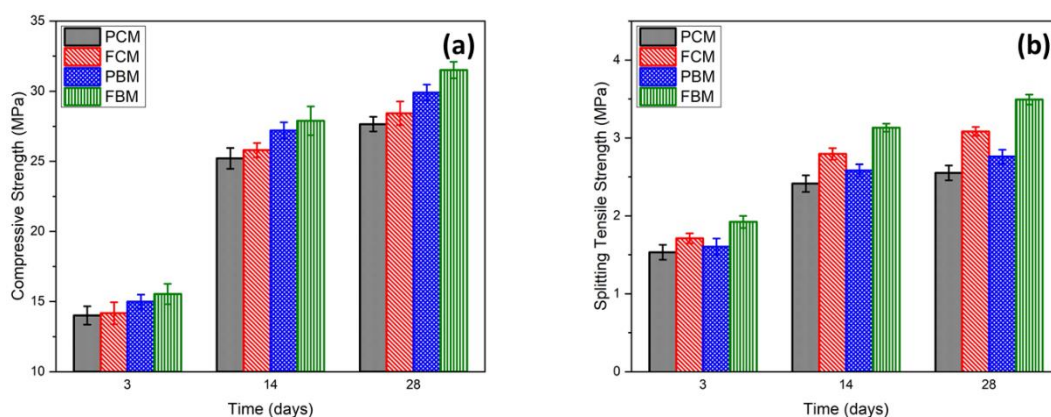 35
30
25
20
15
10
Compressive Strength (MPa)
PCM
FCM
PBM
FBM
(a)
3 14 28
Time (days)
4
3
2
1
0
Splitting Tensile Strength (MPa)
PCM
FCM
PBM
FBM
(b)
3 14 28
Time (days)